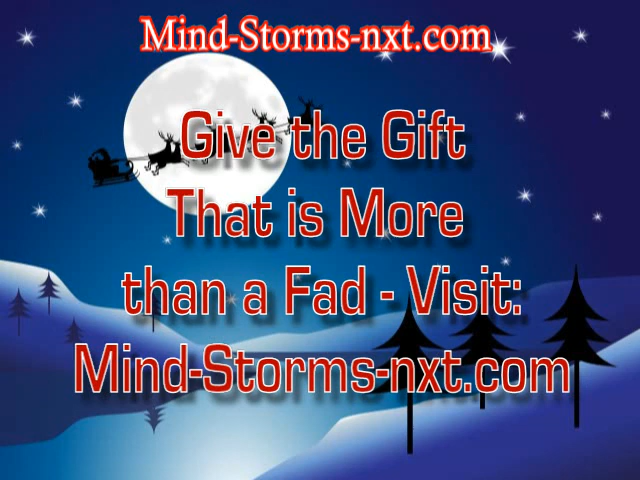 Mind-Storms-nxt.com
Give the Gift
That is More
than a Fad - Visit:
Mind-Storms-nxt.com